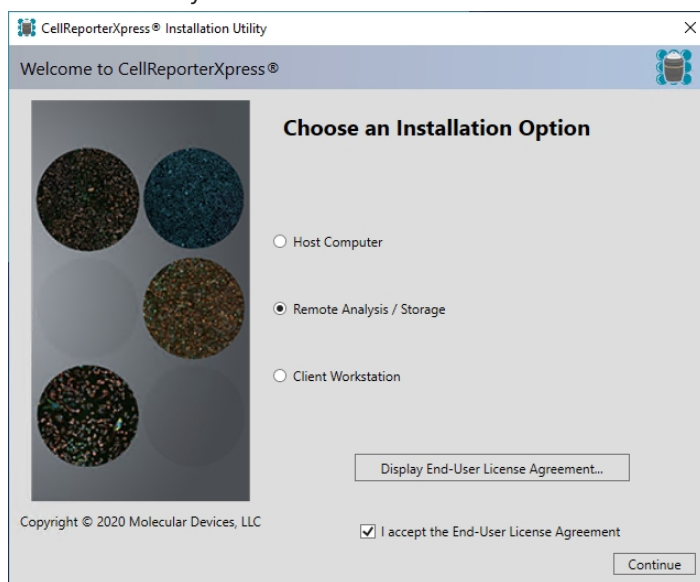 CellReporterXpress® Installation Utility
Welcome to CellReporterXpress®
Choose an Installation Option
Host Computer
Remote Analysis / Storage
Client Workstation
Display End-User License Agreement...
Copyright © 2020 Molecular Devices, LLC
I accept the End-User License Agreement
Continue